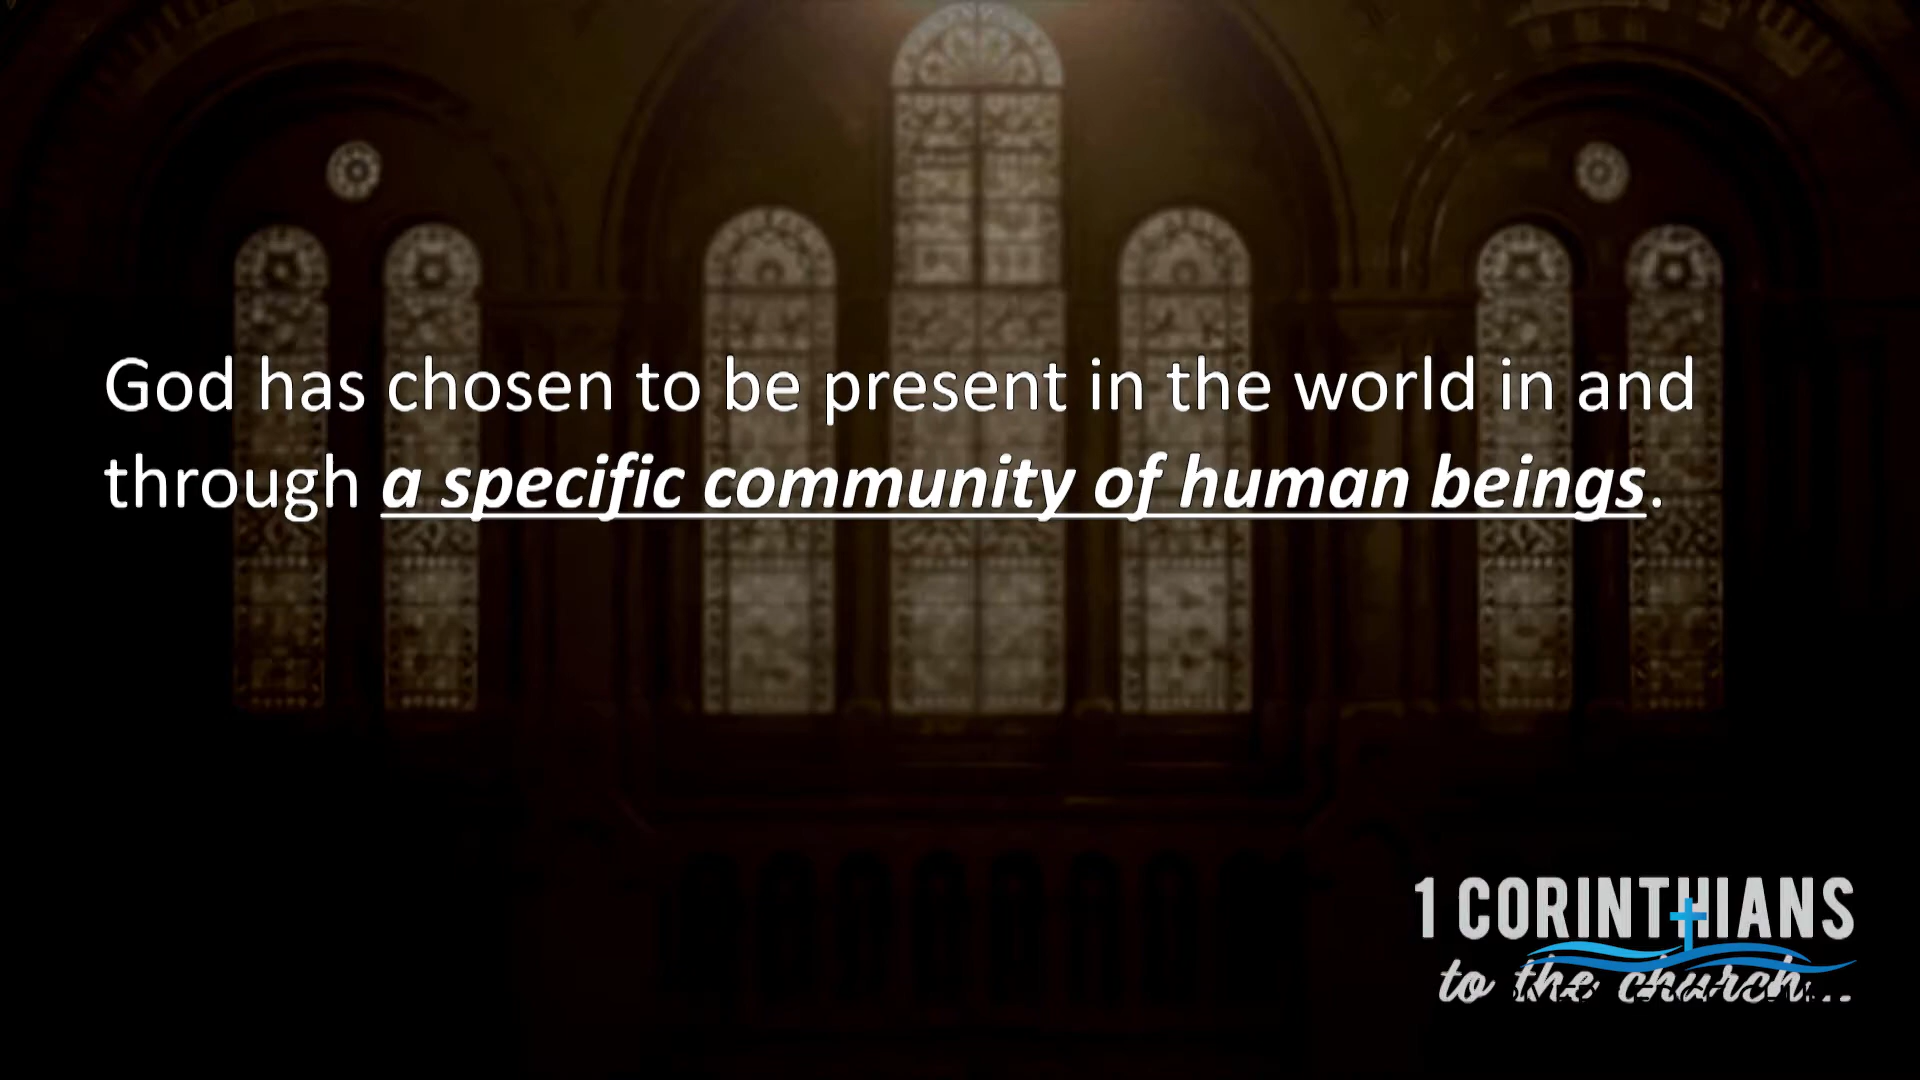 God has chosen to be present in the world in and
through a specific community of human beings.
1 CORINTHIANS
to the church...